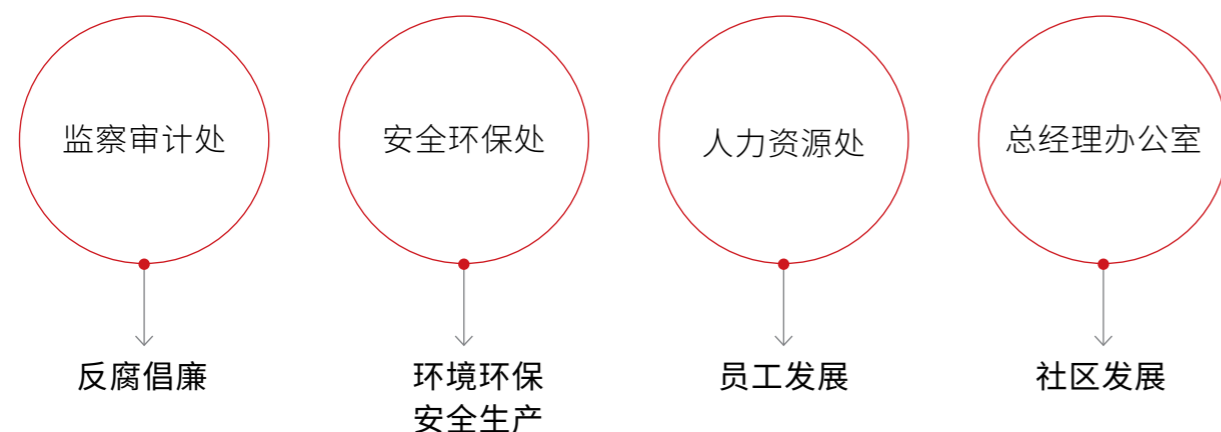 监察审计处
安全环保处
人力资源处
总经理办公室
反腐倡廉
环境环保
安全生产
员工发展
社区发展